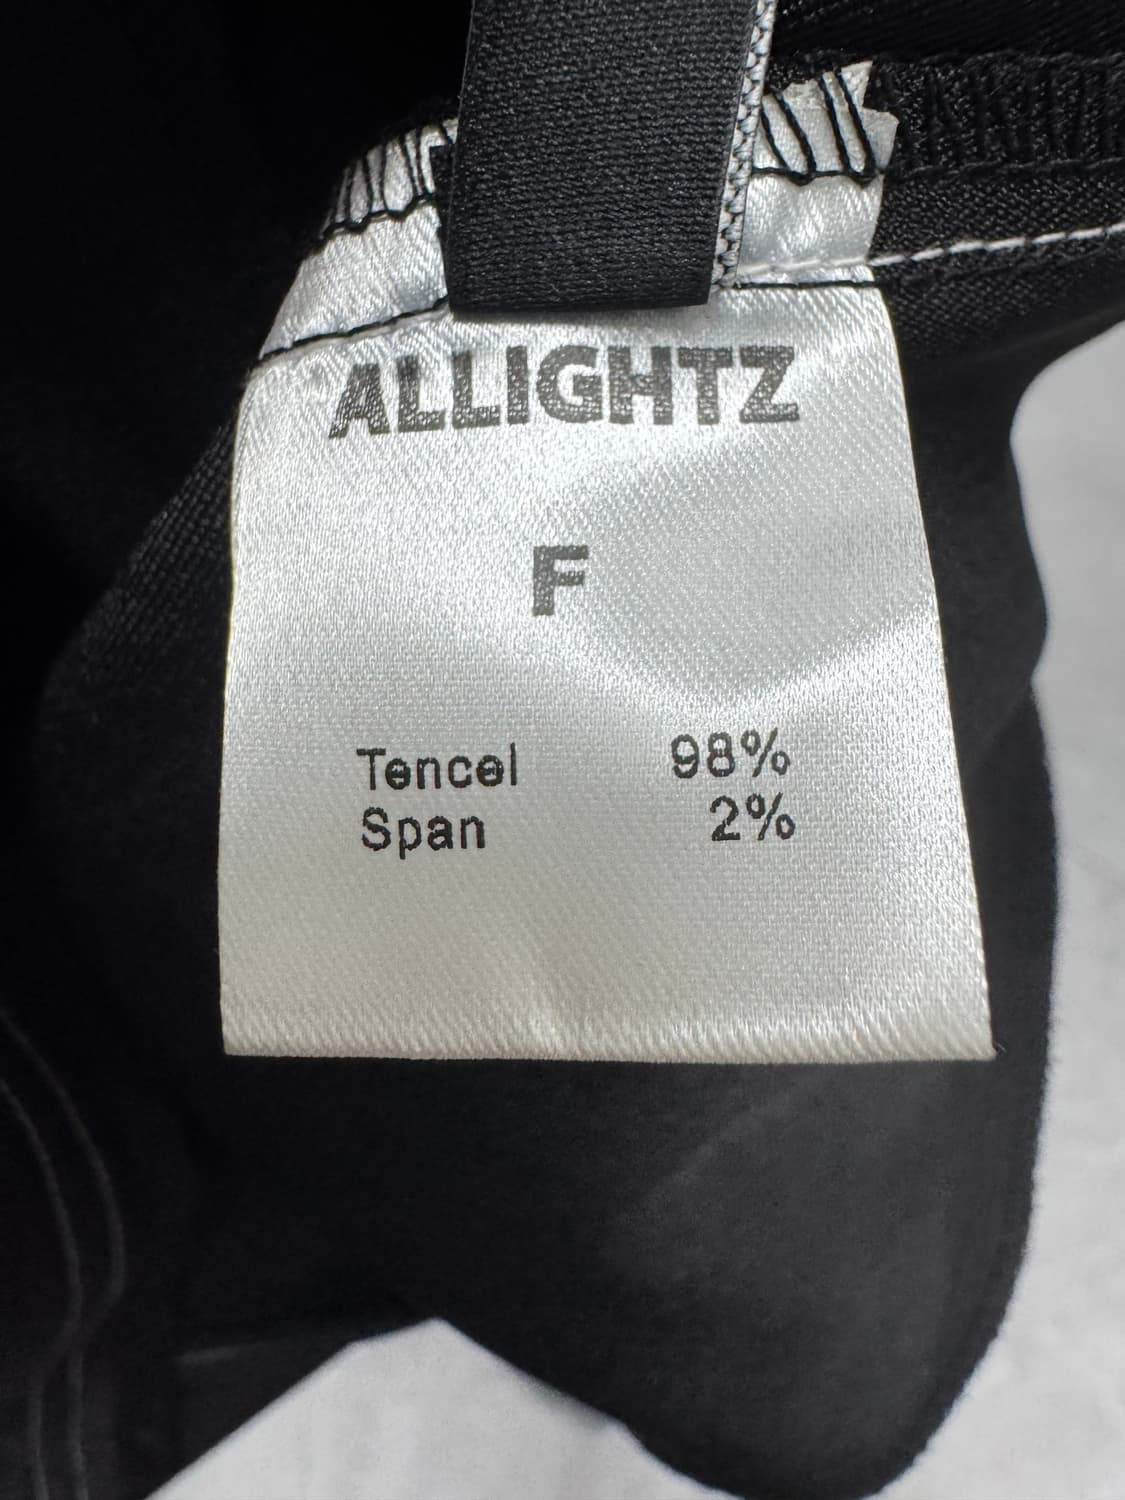 ALLIGHTZ
F
Tencel 98%
Span 2%